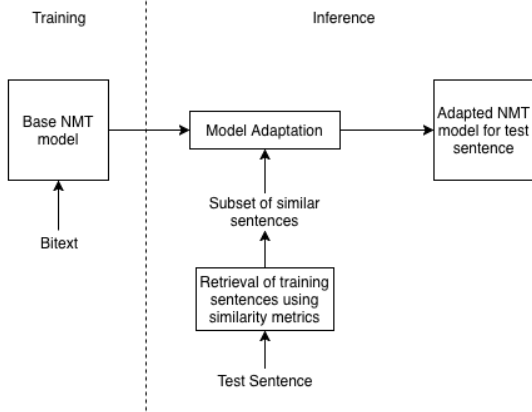 Training
Inference
Base NMT
model
Model Adaptation
Adapted NMT
model for test
sentence
Subset of similar
sentences
Bitext
Retrieval of training
sentences using
similarity metrics
Test Sentence